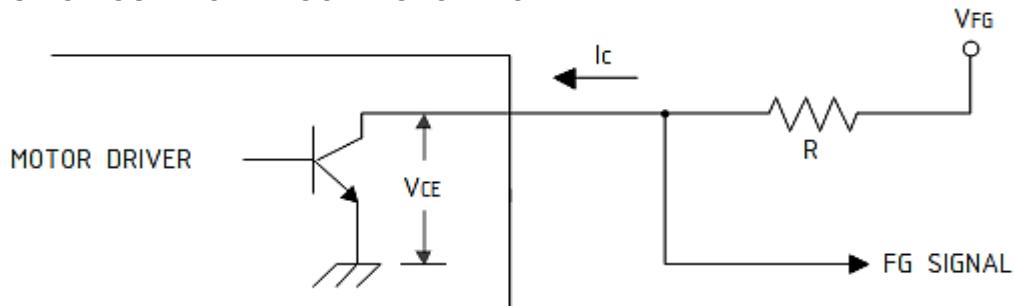 VFG
Ic
R
MOTOR DRIVER
VCE
FG SIGNAL